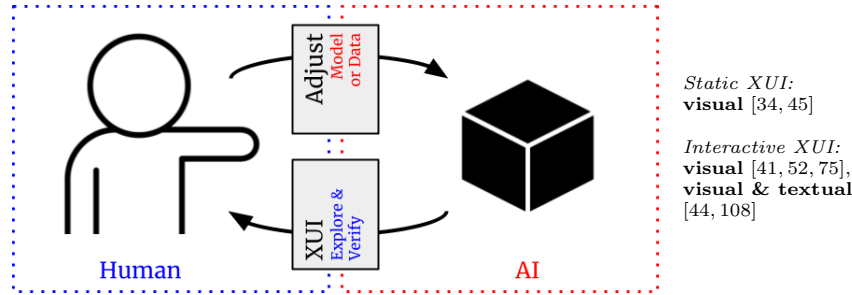 Adjust
Model
or Data
XUI
Explore &
Verify
Human
AI
Static XUI:
visual [34, 45]
Interactive XUI:
visual [41, 52, 75],
visual & textual
[44, 108]